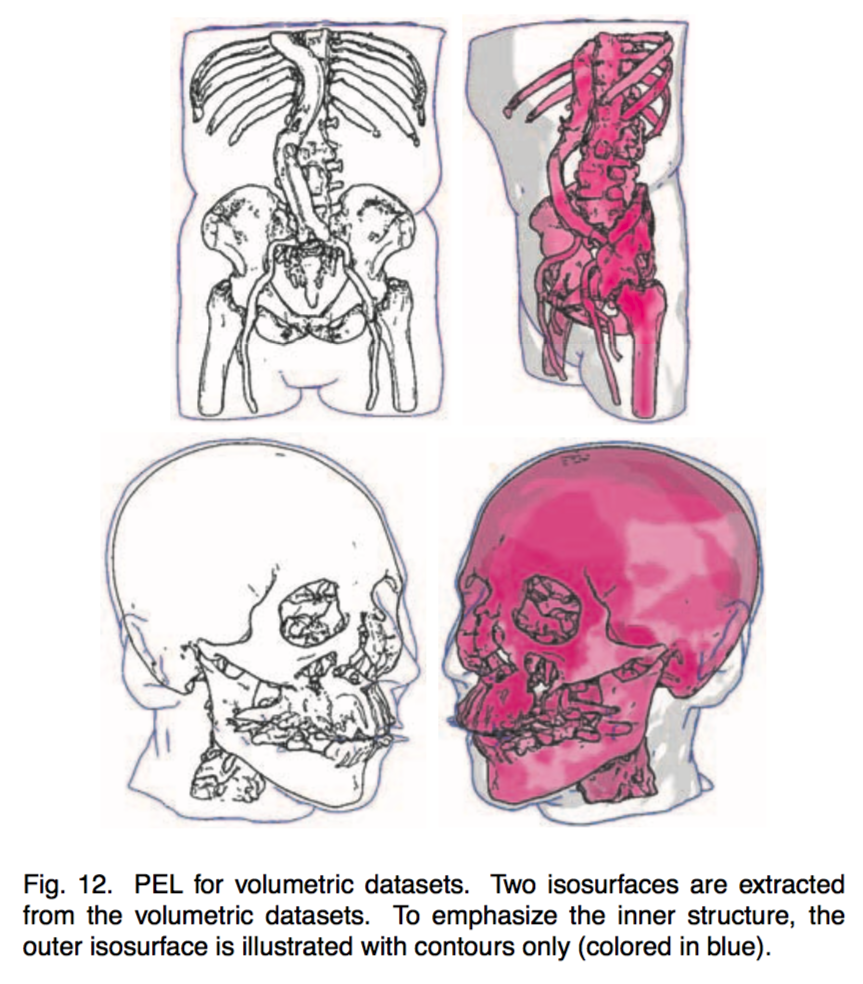 Fig. 12. PEL for volumetric datasets. Two isosurfaces are extracted
from the volumetric datasets. To emphasize the inner structure, the
outer isosurface is illustrated with contours only (colored in blue).